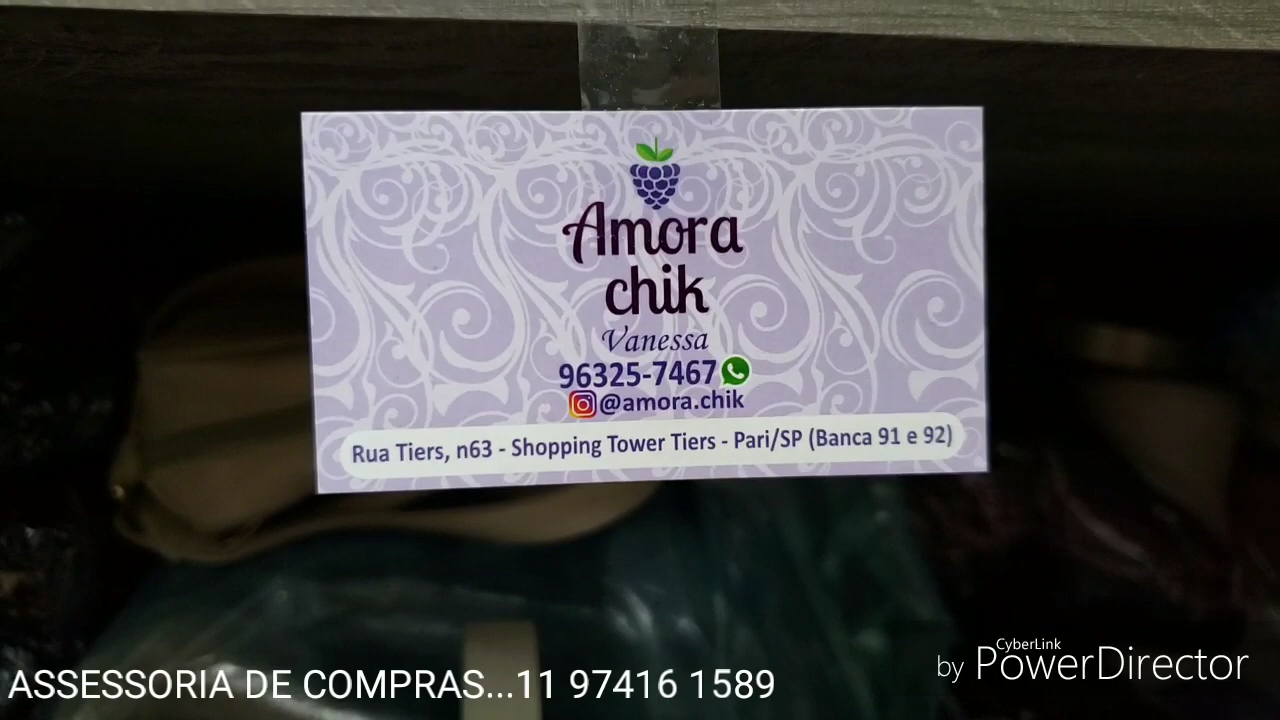 Amora
chik
Vanessa
96325-7467
@amora.chik
Rua Tiers, n63 - Shopping Tower Tiers - Pari/SP (Banca 91 e 92)
ASSESSORIA DE COMPRAS...11 97416 1589
CyberLink
by PowerDirector